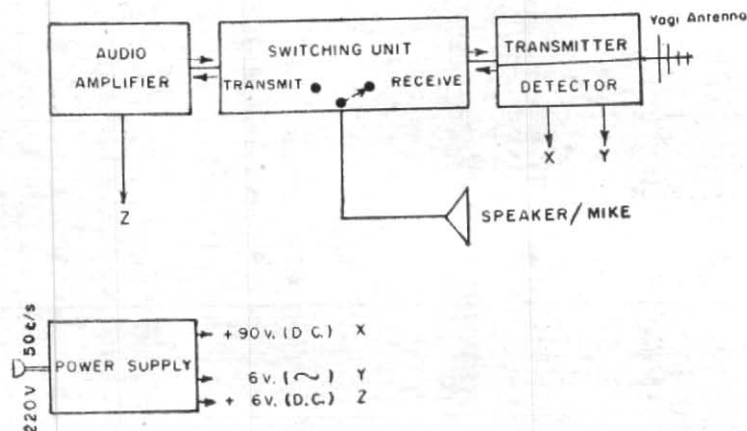 Yagi Antenna
AUDIO
AMPLIFIER
SWITCHING UNIT
TRANSMIT
RECEIVE
TRANSMITTER
DETECTOR
X
Y
Z
SPEAKER/MIKE
220V 50c/s
POWER SUPPLY
+ 90 v. (D C.) X
6 v. (~) Y
+ 6 v. (D.C.) Z